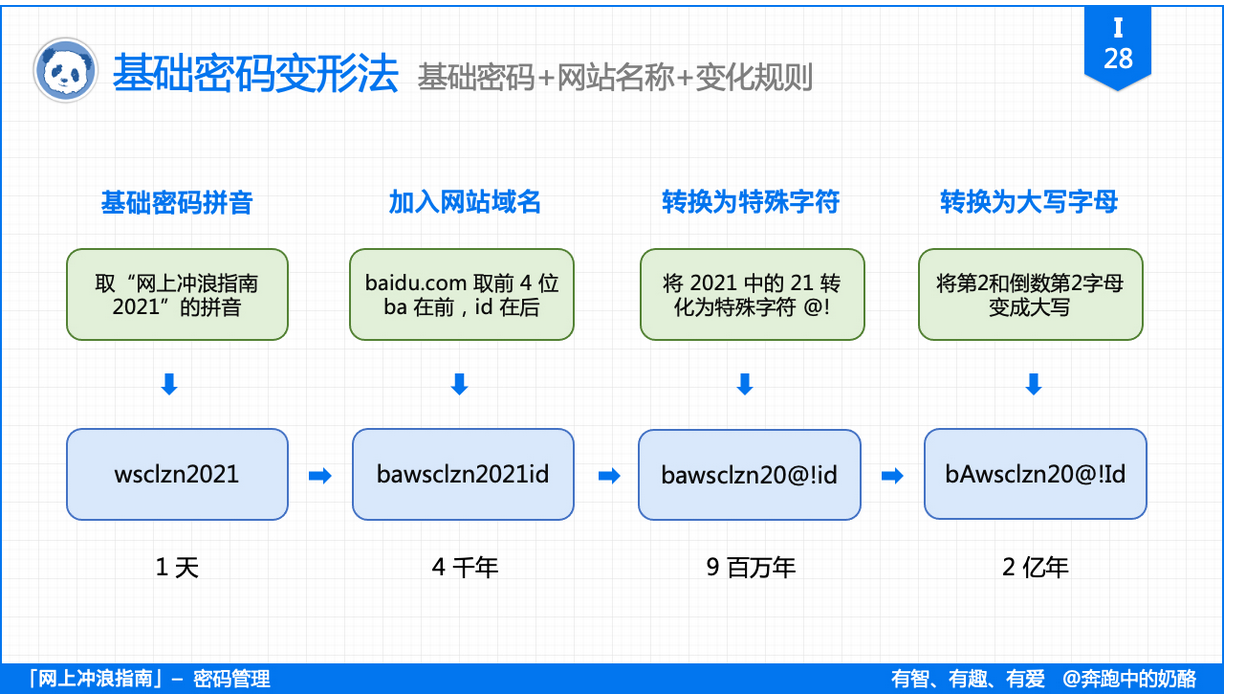 I
28
基础密码变形法 基础密码+网站名称+变化规则
基础密码拼音
加入网站域名
转换为特殊字符
转换为大写字母
取“网上冲浪指南
2021”的拼音
baidu.com 取前 4 位
ba 在前，id 在后
将 2021 中的 21 转
化为特殊字符 @!
将第2和倒数第2字母
变成大写
wsclzn2021
bawsclzn2021id
bawsclzn20@!id
bAwsclzn20@!Id
1 天
4 千年
9 百万年
2 亿年
「网上冲浪指南」– 密码管理
有智、有趣、有爱 @奔跑中的奶酪